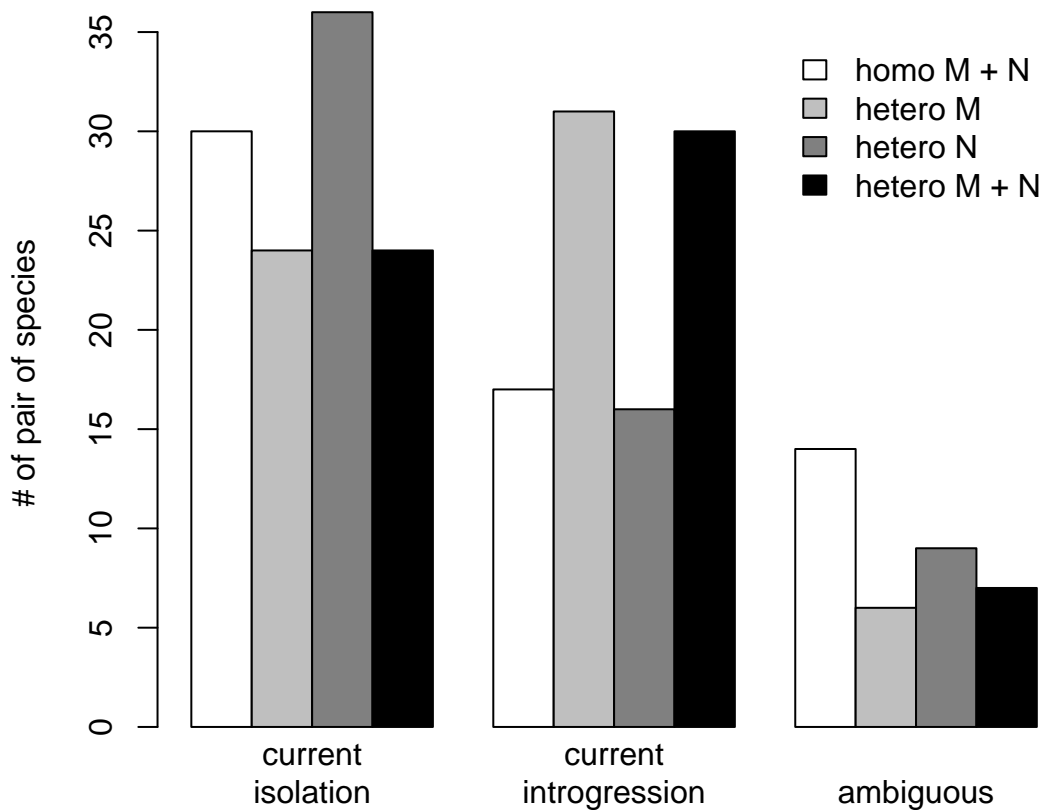 # of pair of species
35
30
25
20
15
10
5
0
homo M + N
hetero M
hetero N
hetero M + N
current
isolation
current
introgression
ambiguous